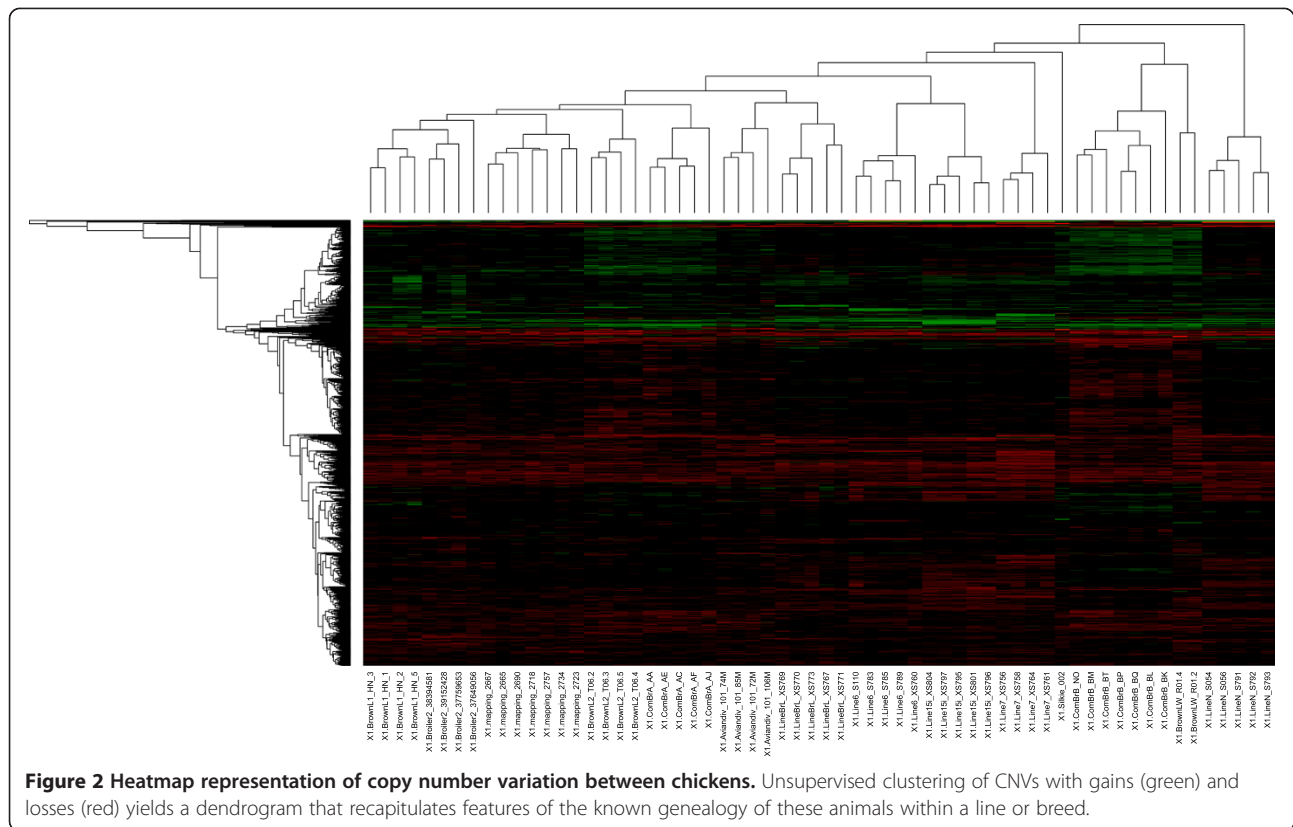 X1.BrownL1_HN_3
X1.BrownL1_HN_1
X1.BrownL1_HN_2
X1.BrownL1_HN_5
X1.Broiler2_38394581
X1.Broiler2_39152428
X1.Broiler2_37759653
X1.Broiler2_37649056
X1.mapping_2667
X1.mapping_2665
X1.mapping_2690
X1.mapping_2718
X1.mapping_2757
X1.mapping_2734
X1.mapping_2723
X1.BrownL2_T06.2
X1.BrownL2_T06.3
X1.BrownL2_T06.5
X1.BrownL2_T06.4
X1.ComBrA_AA
X1.ComBrA_AE
X1.ComBrA_AC
X1.ComBrA_AF
X1.ComBrA_AJ
X1.Aviandiv_101_74M
X1.Aviandiv_101_85M
X1.Aviandiv_101_72M
X1.Aviandiv_101_106M
X1.LineBrL_XS769
X1.LineBrL_XS770
X1.LineBrL_XS773
X1.LineBrL_XS767
X1.LineBrL_XS771
X1.Line6_S110
X1.Line6_S783
X1.Line6_S785
X1.Line6_S789
X1.Line6_XS760
X1.Line15I_XS804
X1.Line15I_XS797
X1.Line15I_XS795
X1.Line15I_XS801
X1.Line15I_XS796
X1.Line7_XS756
X1.Line7_XS758
X1.Line7_XS764
X1.Line7_XS761
X1.Silkie_002
X1.ComBrB_NO
X1.ComBrB_BM
X1.ComBrB_BT
X1.ComBrB_BP
X1.ComBrB_BQ
X1.ComBrB_BL
X1.ComBrB_BK
X1.BrownLW_R01.4
X1.BrownLW_R01.2
X1.LineN_S054
X1.LineN_S056
X1.LineN_S791
X1.LineN_S792
X1.LineN_S793
Figure 2 Heatmap representation of copy number variation between chickens. Unsupervised clustering of CNVs with gains (green) and
losses (red) yields a dendrogram that recapitulates features of the known genealogy of these animals within a line or breed.